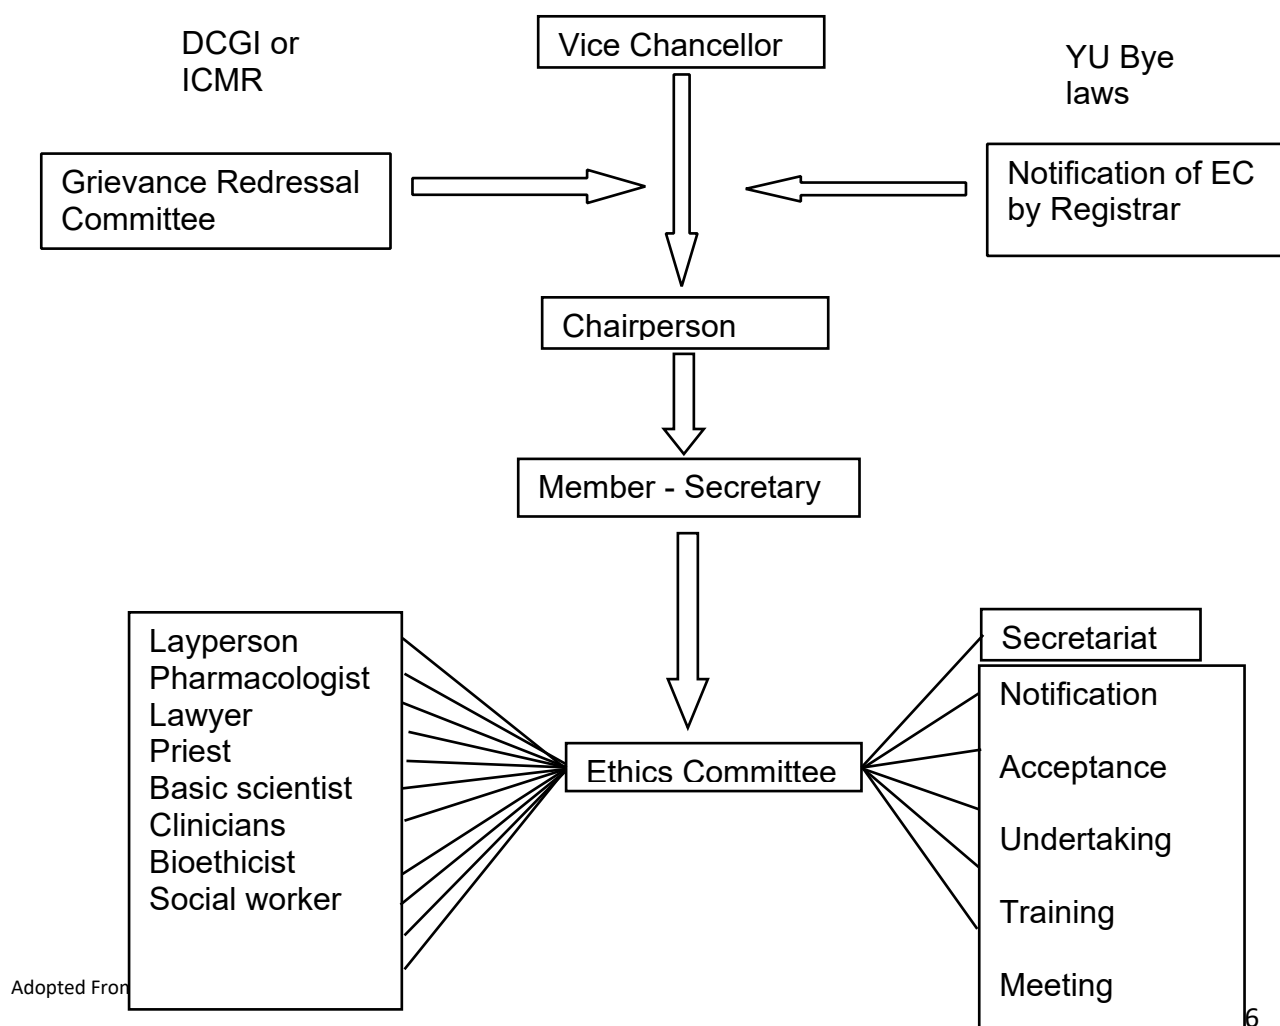 DCGI or
ICMR
Vice Chancellor
YU Bye
laws
Grievance Redressal
Committee
Notification of EC
by Registrar
Chairperson
Member - Secretary
Layperson
Pharmacologist
Lawyer
Priest
Basic scientist
Clinicians
Bioethicist
Social worker
Ethics Committee
Secretariat
Notification
Acceptance
Undertaking
Training
Meeting
Adopted
6